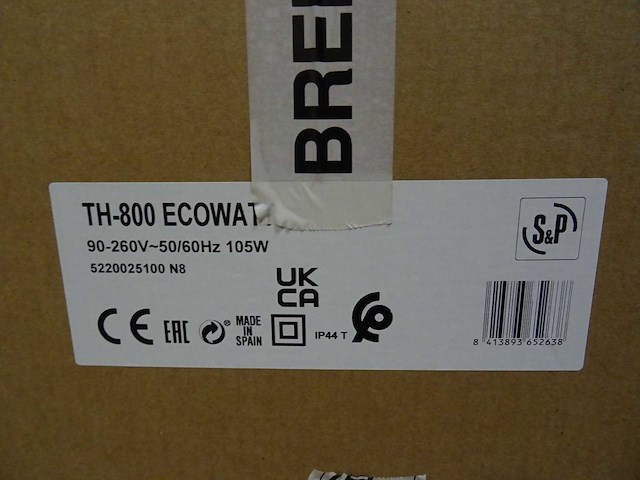 BRE
TH-800 ECOWAT
90-260V~50/60Hz 105W
5220025100 N8
S&P
UK
CA
CE EAC
MADE
IN
SPAIN
IP44 T
8 413893 652638